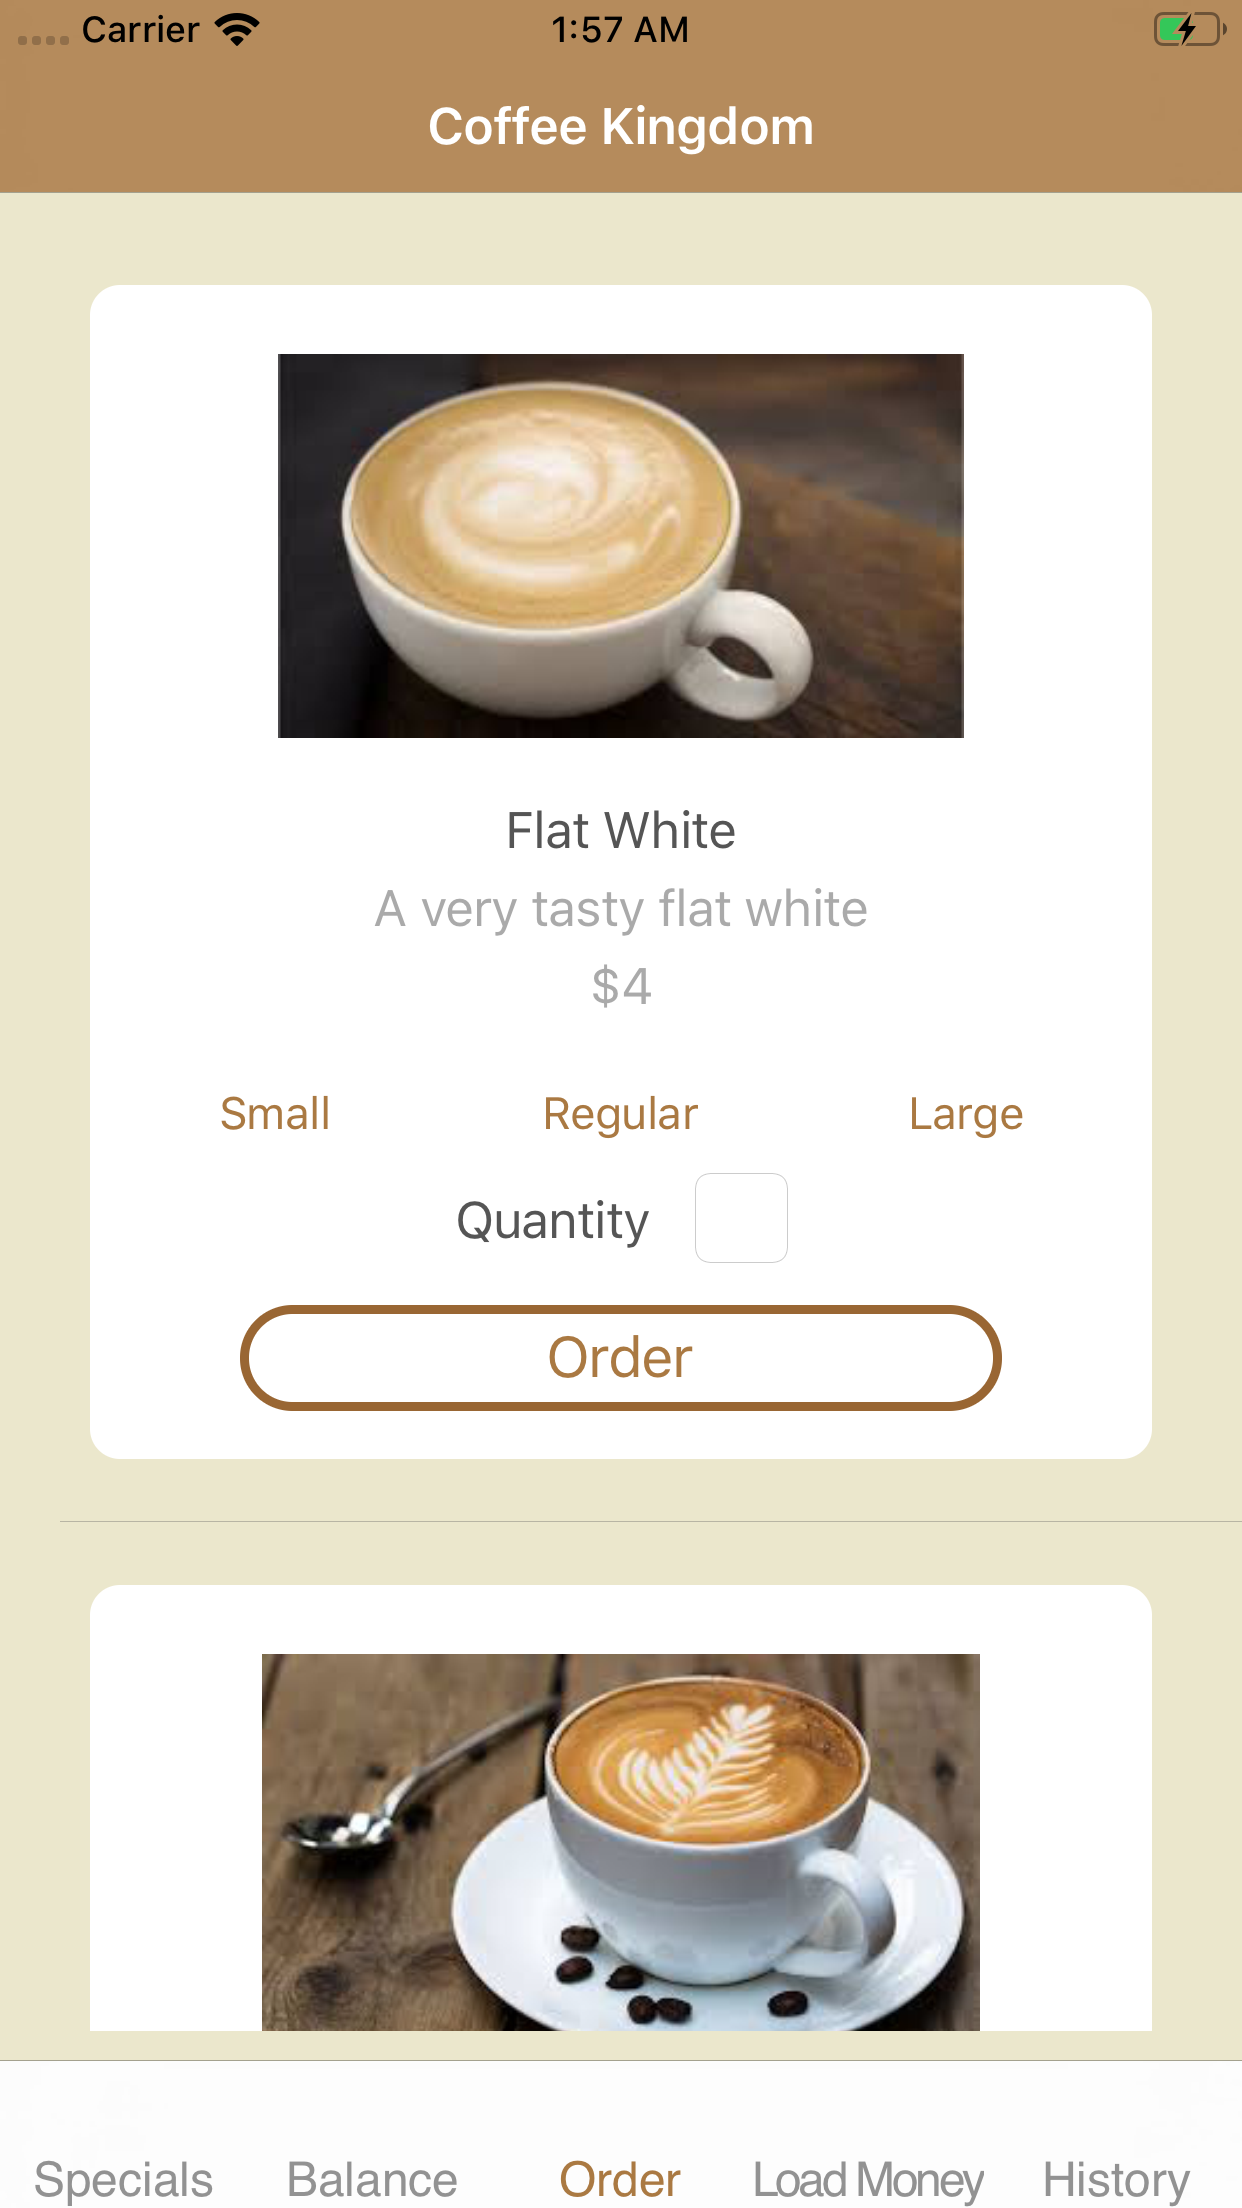 Carrier 1:57 AM
Coffee Kingdom
Flat White
A very tasty flat white
$4
Small Regular Large
Quantity
Order
Specials Balance Order Load Money History